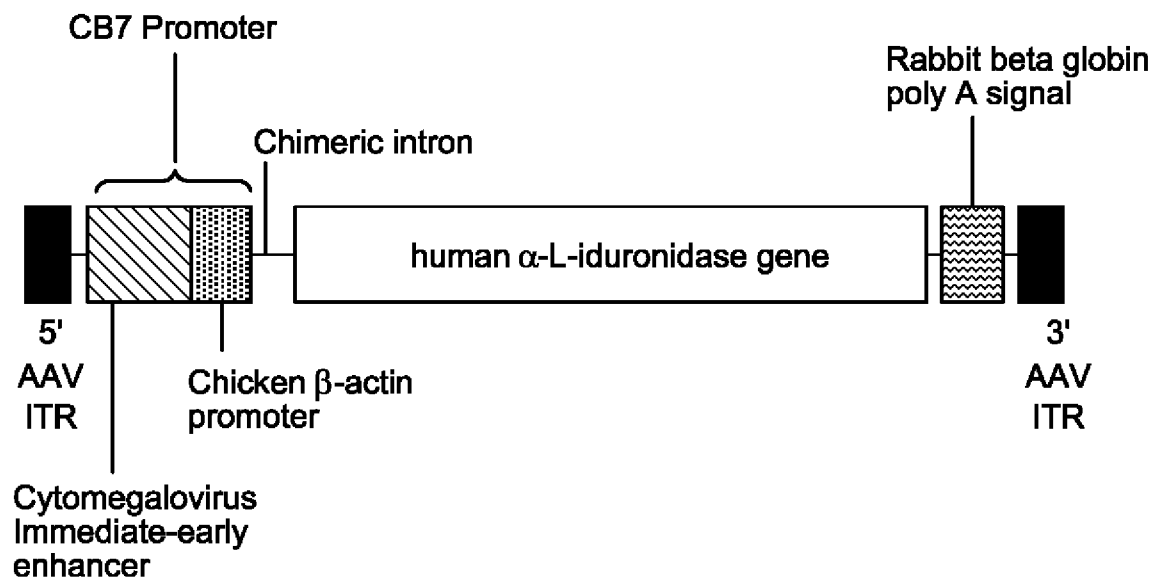 CB7 Promoter
Rabbit beta globin
poly A signal
Chimeric intron
human α-L-iduronidase gene
5'
AAV
ITR
3'
AAV
ITR
Chicken β-actin
promoter
Cytomegalovirus
Immediate-early
enhancer